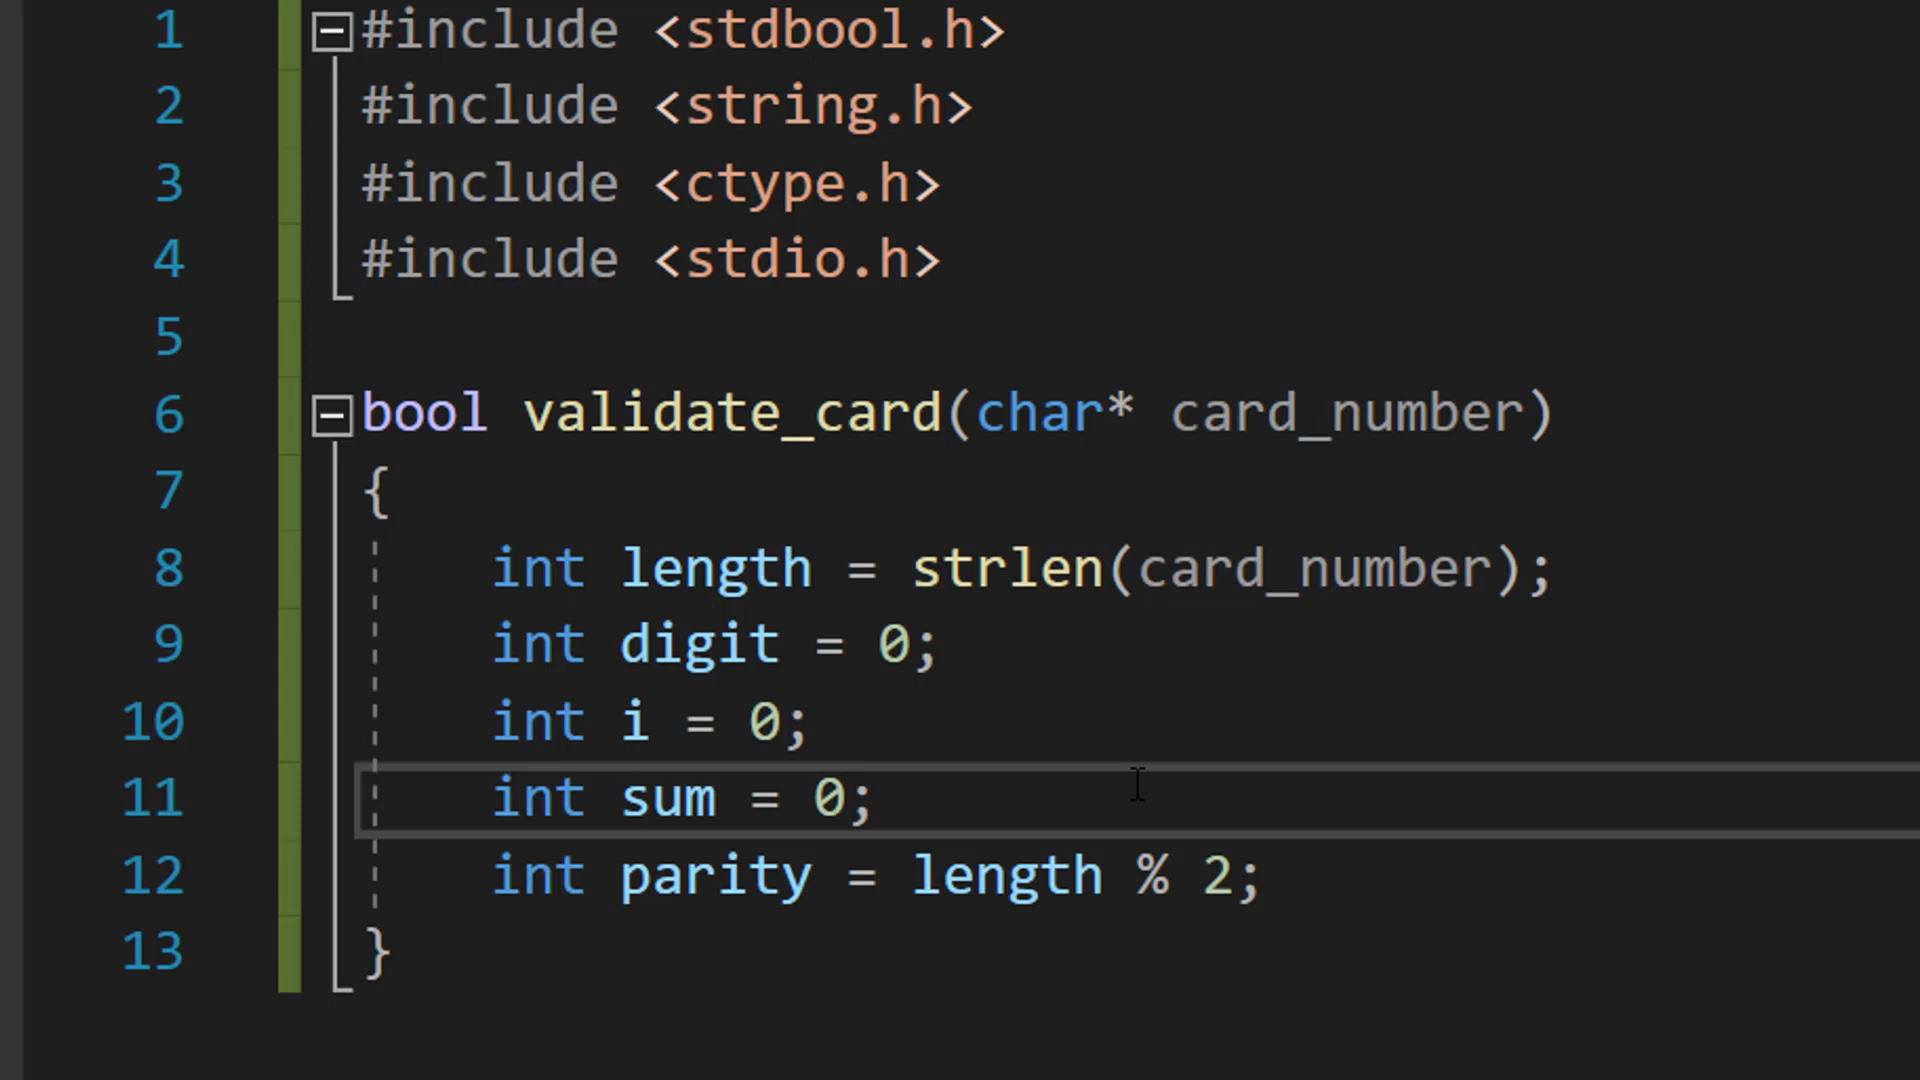 1 #include <stdbool.h>
2 #include <string.h>
3 #include <ctype.h>
4 #include <stdio.h>
5
6 bool validate_card(char* card_number)
7 {
8 int length = strlen(card_number);
9 int digit = 0;
10 int i = 0;
11 int sum = 0;
12 int parity = length % 2;
13 }